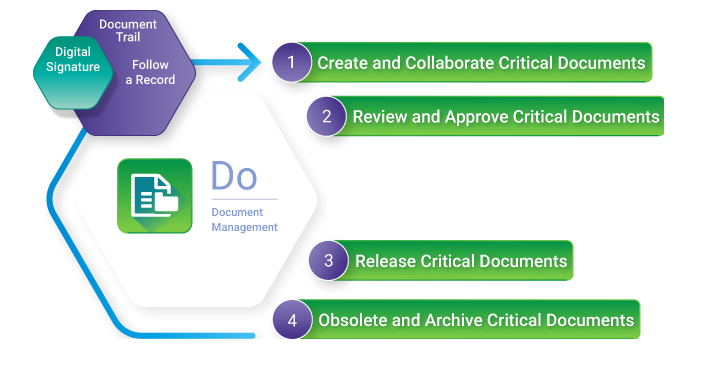 Document
Trail
Digital
Signature
Follow
a Record
1 Create and Collaborate Critical Documents
2 Review and Approve Critical Documents
Do
Document
Management
3 Release Critical Documents
4 Obsolete and Archive Critical Documents